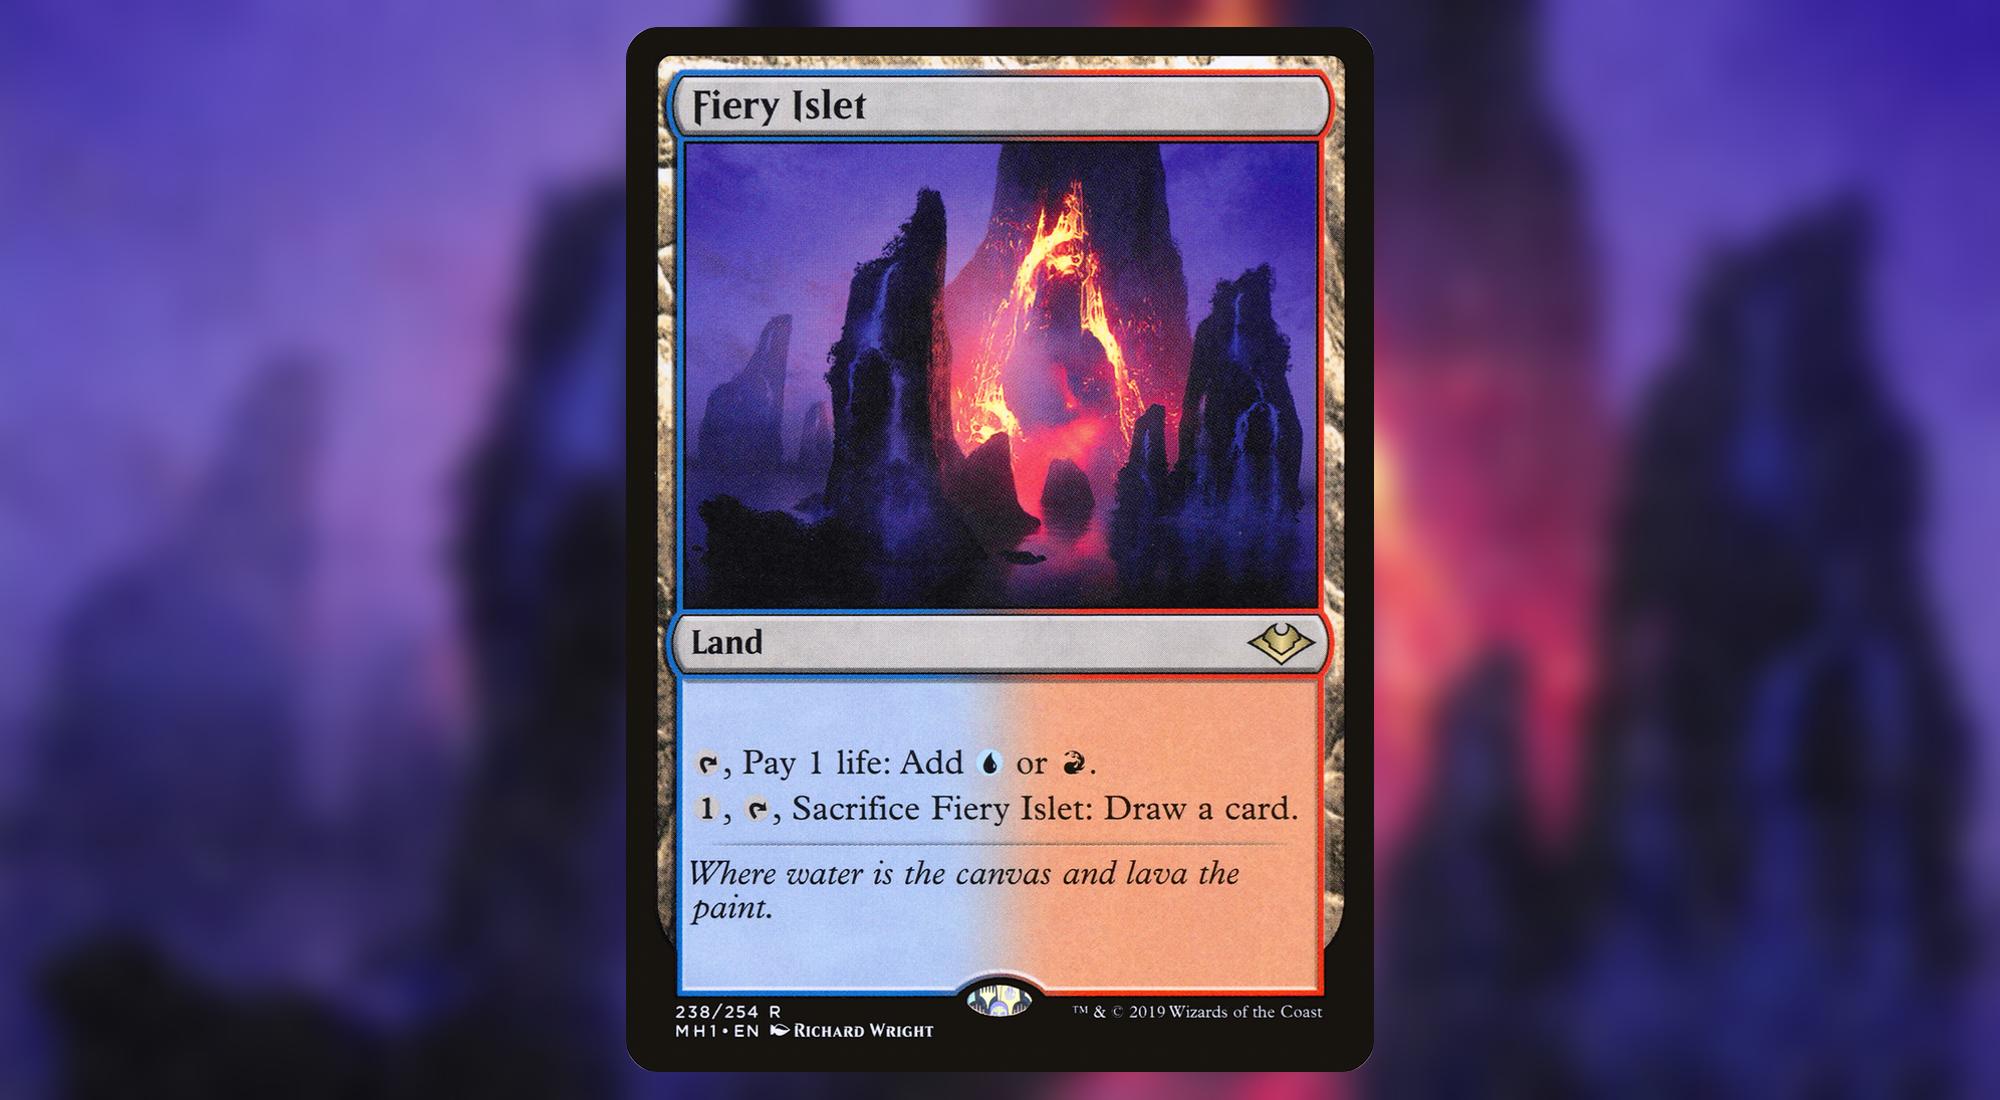 Fiery Islet
Land
, Pay 1 life: Add or .
1, , Sacrifice Fiery Islet: Draw a card.
Where water is the canvas and lava the
paint.
238/254 R
™ & © 2019 Wizards of the Coast
MH1 • EN Richard Wright